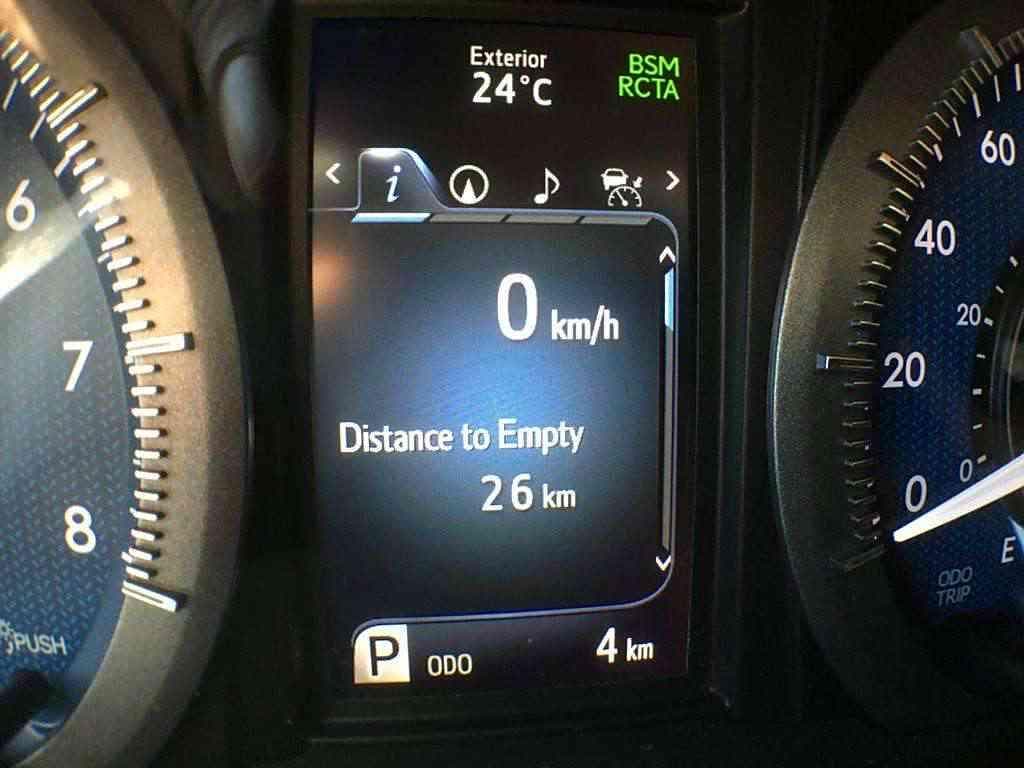 Exterior
24°C
BSM
RCTA
i
0 km/h
Distance to Empty
26 km
P ODO 4 km
6
7
8
PUSH
60
40
20
0
20
0
E
ODO
TRIP